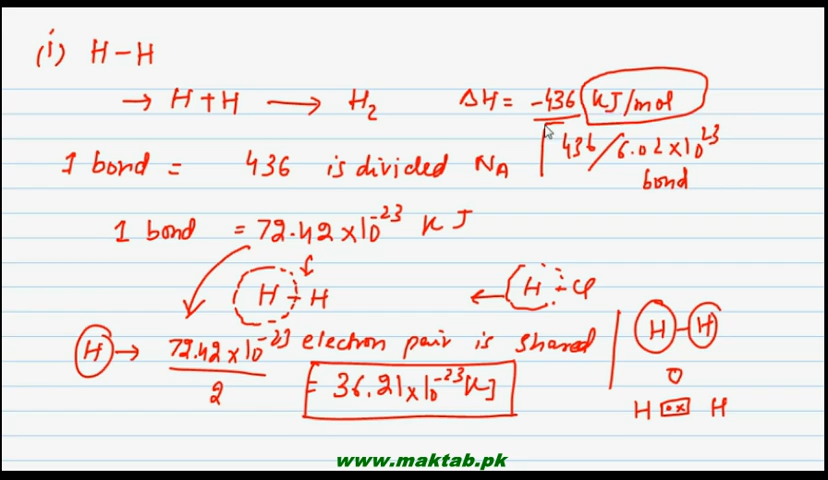 (i) H-H
→ H+H ⟶ H₂ ΔH = -436 KJ/mol
436/6.02×10²³
bond
1 bond = 436 is divided NA
1 bond = 72.42×10⁻²³ KJ
H-H
H÷Cl
H → 72.42×10⁻²³/2 electron pair is shared
= 36.21×10⁻²³ KJ
H-H
O
H •× H
www.maktab.pk